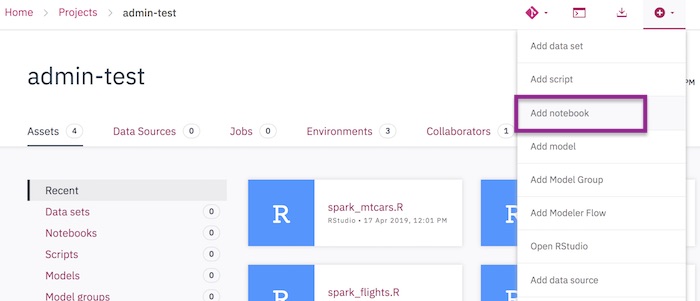 Home > Projects > admin-test
admin-test
PM
Assets 4 Data Sources 0 Jobs 0 Environments 3 Collaborators 1
Recent
Data sets 0
Notebooks 0
Scripts 0
Models 0
Model groups 0
R
spark_mtcars.R
RStudio • 17 Apr 2019, 12:01 PM
R
R
spark_flights.R
Add data set
Add script
Add notebook
Add model
Add Model Group
Add Modeler Flow
Open RStudio
Add data source